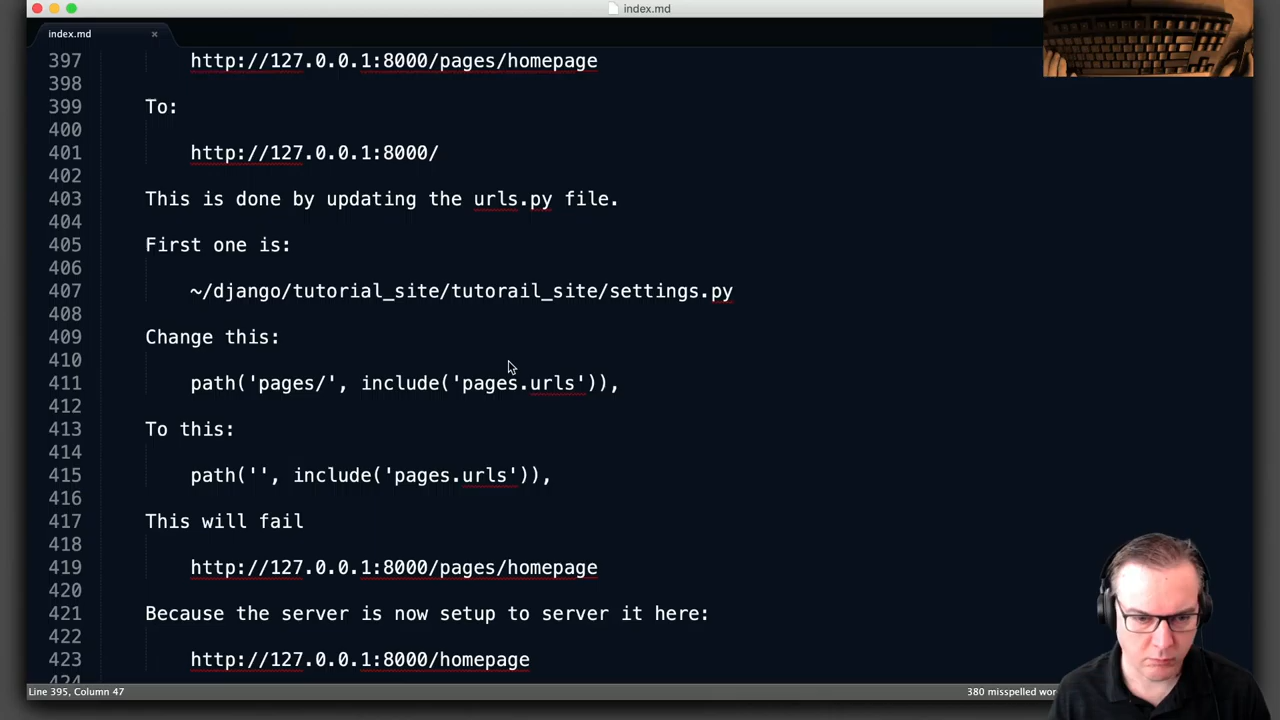 index.md
index.md
397 http://127.0.0.1:8000/pages/homepage
398
399 To:
400
401 http://127.0.0.1:8000/
402
403 This is done by updating the urls.py file.
404
405 First one is:
406
407 ~/django/tutorial_site/tutorail_site/settings.py
408
409 Change this:
410
411 path('pages/', include('pages.urls')),
412
413 To this:
414
415 path('', include('pages.urls')),
416
417 This will fail
418
419 http://127.0.0.1:8000/pages/homepage
420
421 Because the server is now setup to server it here:
422
423 http://127.0.0.1:8000/homepage
424
Line 395, Column 47
380 misspelled